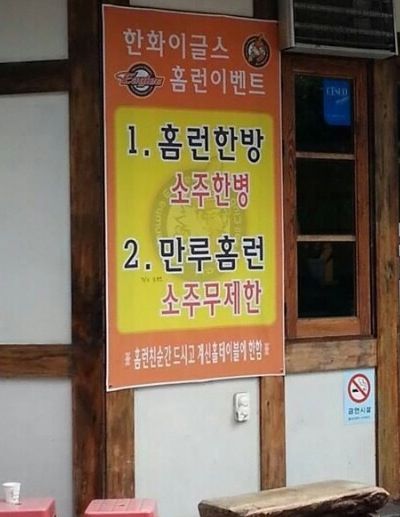 한화이글스
Eagles 홈런이벤트
1. 홈런한방
소주한병
2. 만루홈런
소주무제한
※ 홈런친순간 드시고 계신홀테이블에 한함 ※
CESCO
금연시설